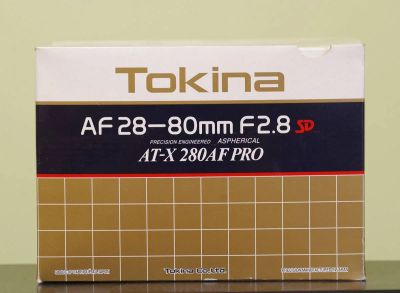 Tokina
AF 28–80mm F2.8 SD
PRECISION ENGINEERED ASPHERICAL
AT-X 280AF PRO
Tokina Co., Ltd.